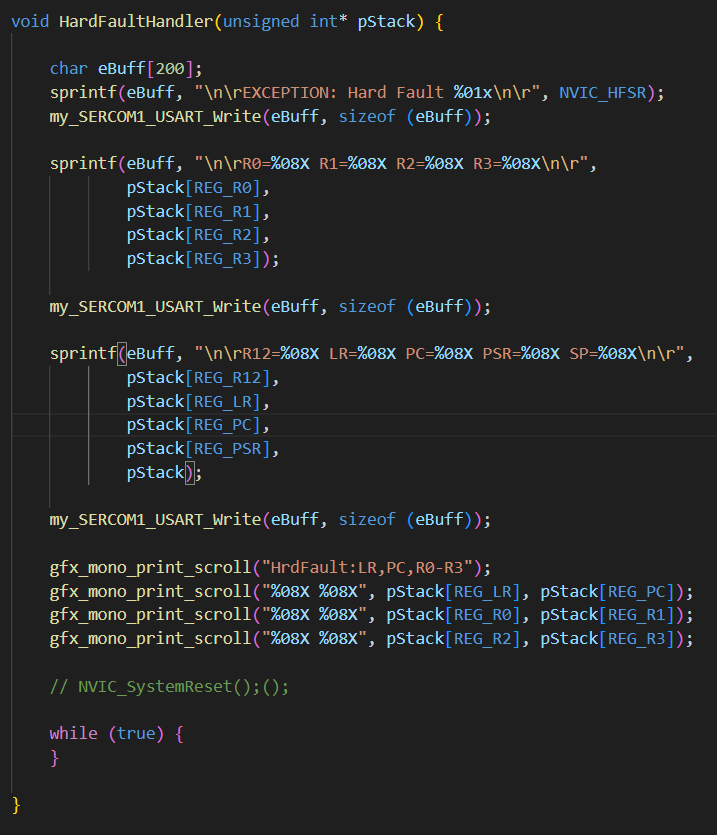 void HardFaultHandler(unsigned int* pStack) {
char eBuff[200];
sprintf(eBuff, "\n\rEXCEPTION: Hard Fault %01x\n\r", NVIC_HFSR);
my_SERCOM1_USART_Write(eBuff, sizeof (eBuff));
sprintf(eBuff, "\n\rR0=%08X R1=%08X R2=%08X R3=%08X\n\r",
pStack[REG_R0],
pStack[REG_R1],
pStack[REG_R2],
pStack[REG_R3]);
my_SERCOM1_USART_Write(eBuff, sizeof (eBuff));
sprintf(eBuff, "\n\rR12=%08X LR=%08X PC=%08X PSR=%08X SP=%08X\n\r",
pStack[REG_R12],
pStack[REG_LR],
pStack[REG_PC],
pStack[REG_PSR],
pStack);
my_SERCOM1_USART_Write(eBuff, sizeof (eBuff));
gfx_mono_print_scroll("HrdFault:LR,PC,R0-R3");
gfx_mono_print_scroll("%08X %08X", pStack[REG_LR], pStack[REG_PC]);
gfx_mono_print_scroll("%08X %08X", pStack[REG_R0], pStack[REG_R1]);
gfx_mono_print_scroll("%08X %08X", pStack[REG_R2], pStack[REG_R3]);
// NVIC_SystemReset();();
while (true) {
}
}